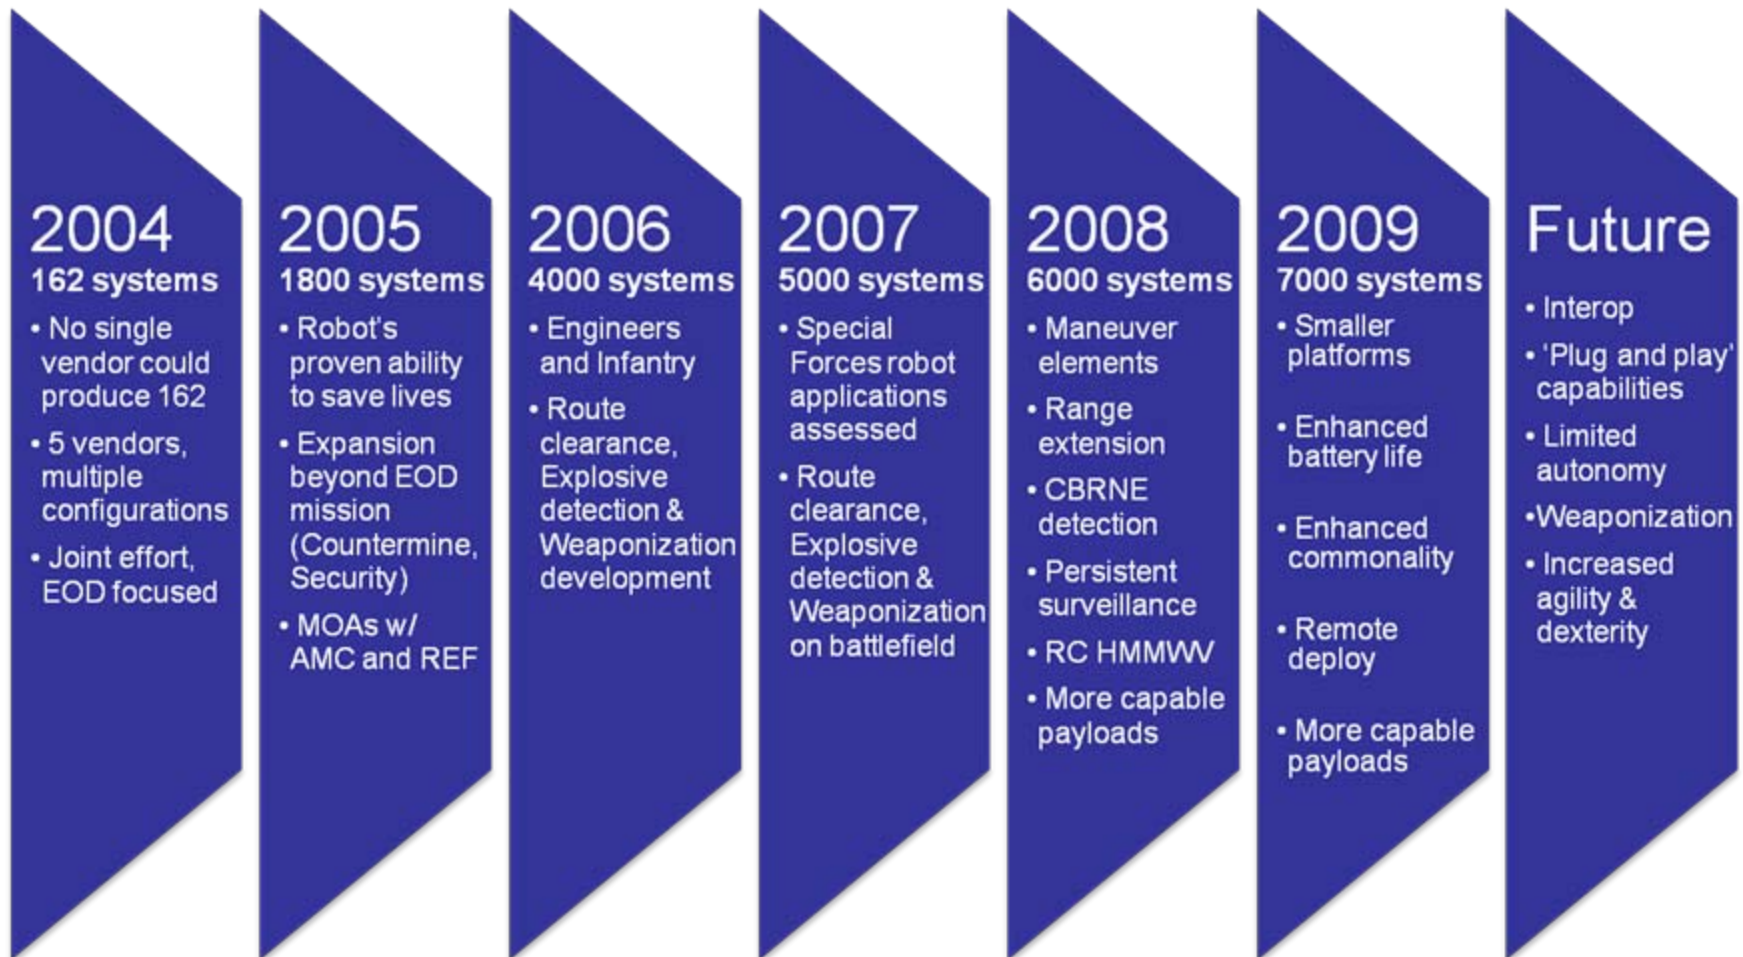 2004
162 systems
• No single
vendor could
produce 162
• 5 vendors,
multiple
configurations
• Joint effort,
EOD focused
2005
1800 systems
• Robot's
proven ability
to save lives
• Expansion
beyond EOD
mission
(Countermine,
Security)
• MOAs w/
AMC and REF
2006
4000 systems
• Engineers
and Infantry
• Route
clearance,
Explosive
detection &
Weaponization
development
2007
5000 systems
• Special
Forces robot
applications
assessed
• Route
clearance,
Explosive
detection &
Weaponization
on battlefield
2008
6000 systems
• Maneuver
elements
• Range
extension
• CBRNE
detection
• Persistent
surveillance
• RC HMMWV
• More capable
payloads
2009
7000 systems
• Smaller
platforms
• Enhanced
battery life
• Enhanced
commonality
• Remote
deploy
• More capable
payloads
Future
• Interop
• 'Plug and play'
capabilities
• Limited
autonomy
•Weaponization
• Increased
agility &
dexterity